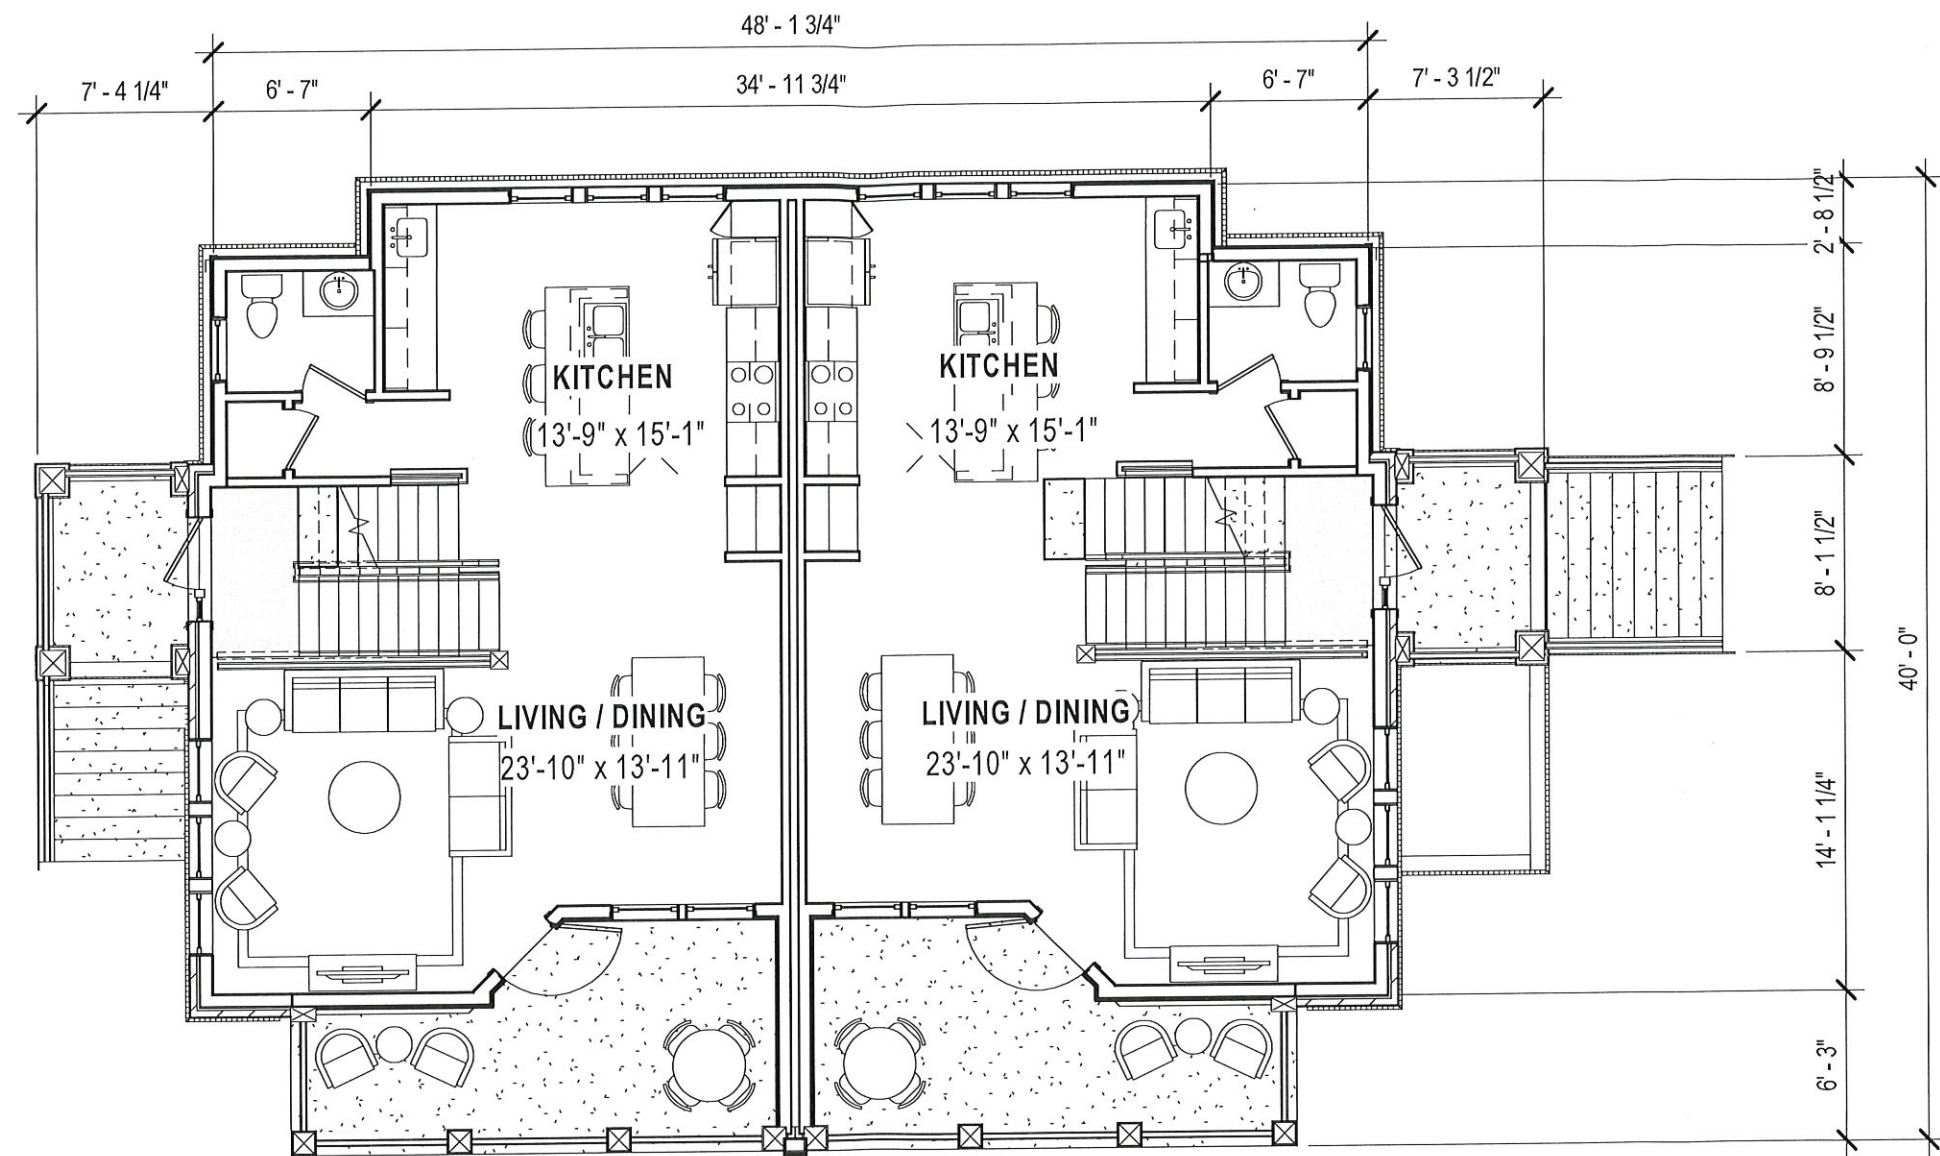 48' - 1 3/4"
7' - 4 1/4"
6' - 7"
34' - 11 3/4"
6' - 7"
7' - 3 1/2"
2' - 8 1/2"
8' - 9 1/2"
KITCHEN
13'-9" x 15'-1"
KITCHEN
13'-9" x 15'-1"
8' - 1 1/2"
40' - 0"
LIVING / DINING
23'-10" x 13'-11"
LIVING / DINING
23'-10" x 13'-11"
14' - 1 1/4"
6' - 3"